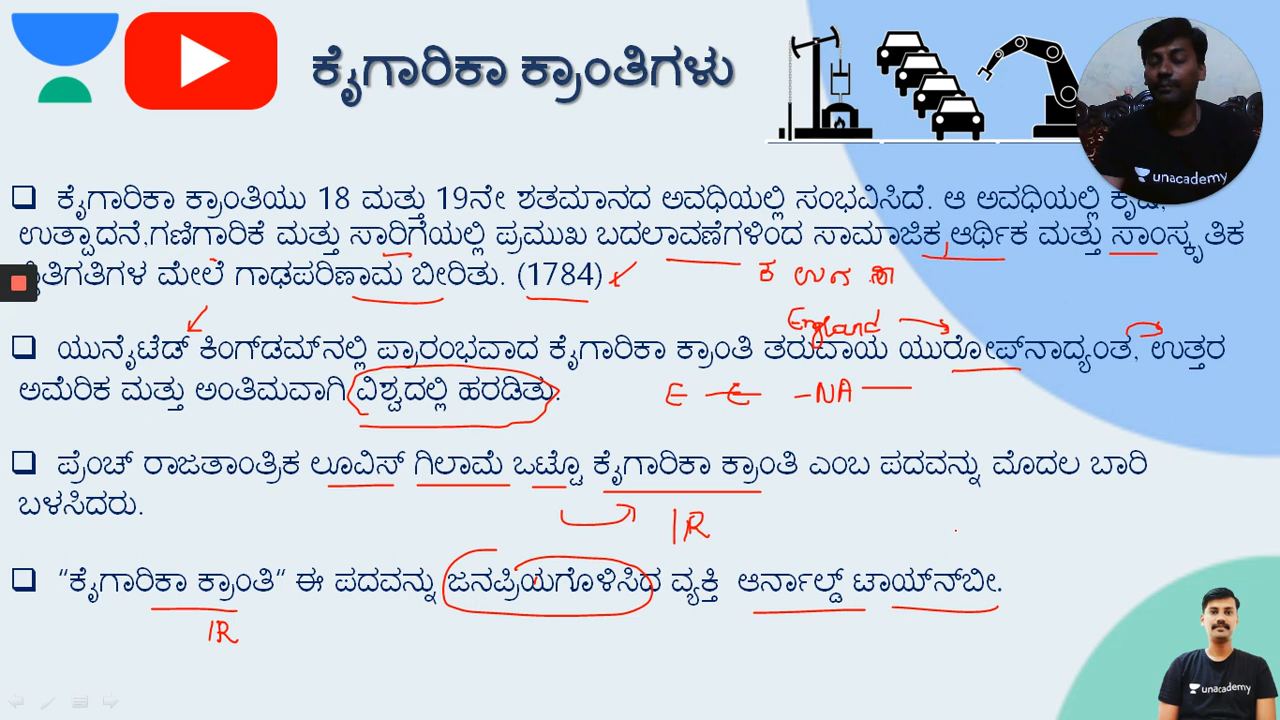 ಕೈಗಾರಿಕಾ ಕ್ರಾಂತಿಗಳು
unacademy
ಕೈಗಾರಿಕಾ ಕ್ರಾಂತಿಯು 18 ಮತ್ತು 19ನೇ ಶತಮಾನದ ಅವಧಿಯಲ್ಲಿ ಸಂಭವಿಸಿದೆ. ಆ ಅವಧಿಯಲ್ಲಿ
ಉತ್ಪಾದನೆ,ಗಣಿಗಾರಿಕೆ ಮತ್ತು ಸಾರಿಗೆಯಲ್ಲಿ ಪ್ರಮುಖ ಬದಲಾವಣೆಗಳಿಂದ ಸಾಮಾಜಿಕ,ಆರ್ಥಿಕ ಮತ್ತು ಸಾಂಸ್ಕೃತಿಕ
ಮೇಲೆ ಗಾಢಪರಿಣಾಮ ಬೀರಿತು. (1784)
England
ಯುನೈಟೆಡ್ ಕಿಂಗ್‌ಡಮ್‌ನಲ್ಲಿ ಪ್ರಾರಂಭವಾದ ಕೈಗಾರಿಕಾ ಕ್ರಾಂತಿ ತರುವಾಯ ಯುರೋಪ್‌ನಾದ್ಯಂತ, ಉತ್ತರ
ಅಮೆರಿಕ ಮತ್ತು ಅಂತಿಮವಾಗಿ ವಿಶ್ವದಲ್ಲಿ ಹರಡಿತು.
E - E - NA
ಫ್ರೆಂಚ್ ರಾಜತಾಂತ್ರಿಕ ಲೂವಿಸ್ ಗಿಲಾಮೆ ಒಟ್ಟೊ ಕೈಗಾರಿಕಾ ಕ್ರಾಂತಿ ಎಂಬ ಪದವನ್ನು ಮೊದಲ ಬಾರಿ
ಬಳಸಿದರು.
IR
“ಕೈಗಾರಿಕಾ ಕ್ರಾಂತಿ“ ಈ ಪದವನ್ನು ಜನಪ್ರಿಯಗೊಳಿಸಿದ ವ್ಯಕ್ತಿ ಆರ್ನಾಲ್ಡ್ ಟಾಯ್‌ನ್‌ಬೀ.
IR
unacademy